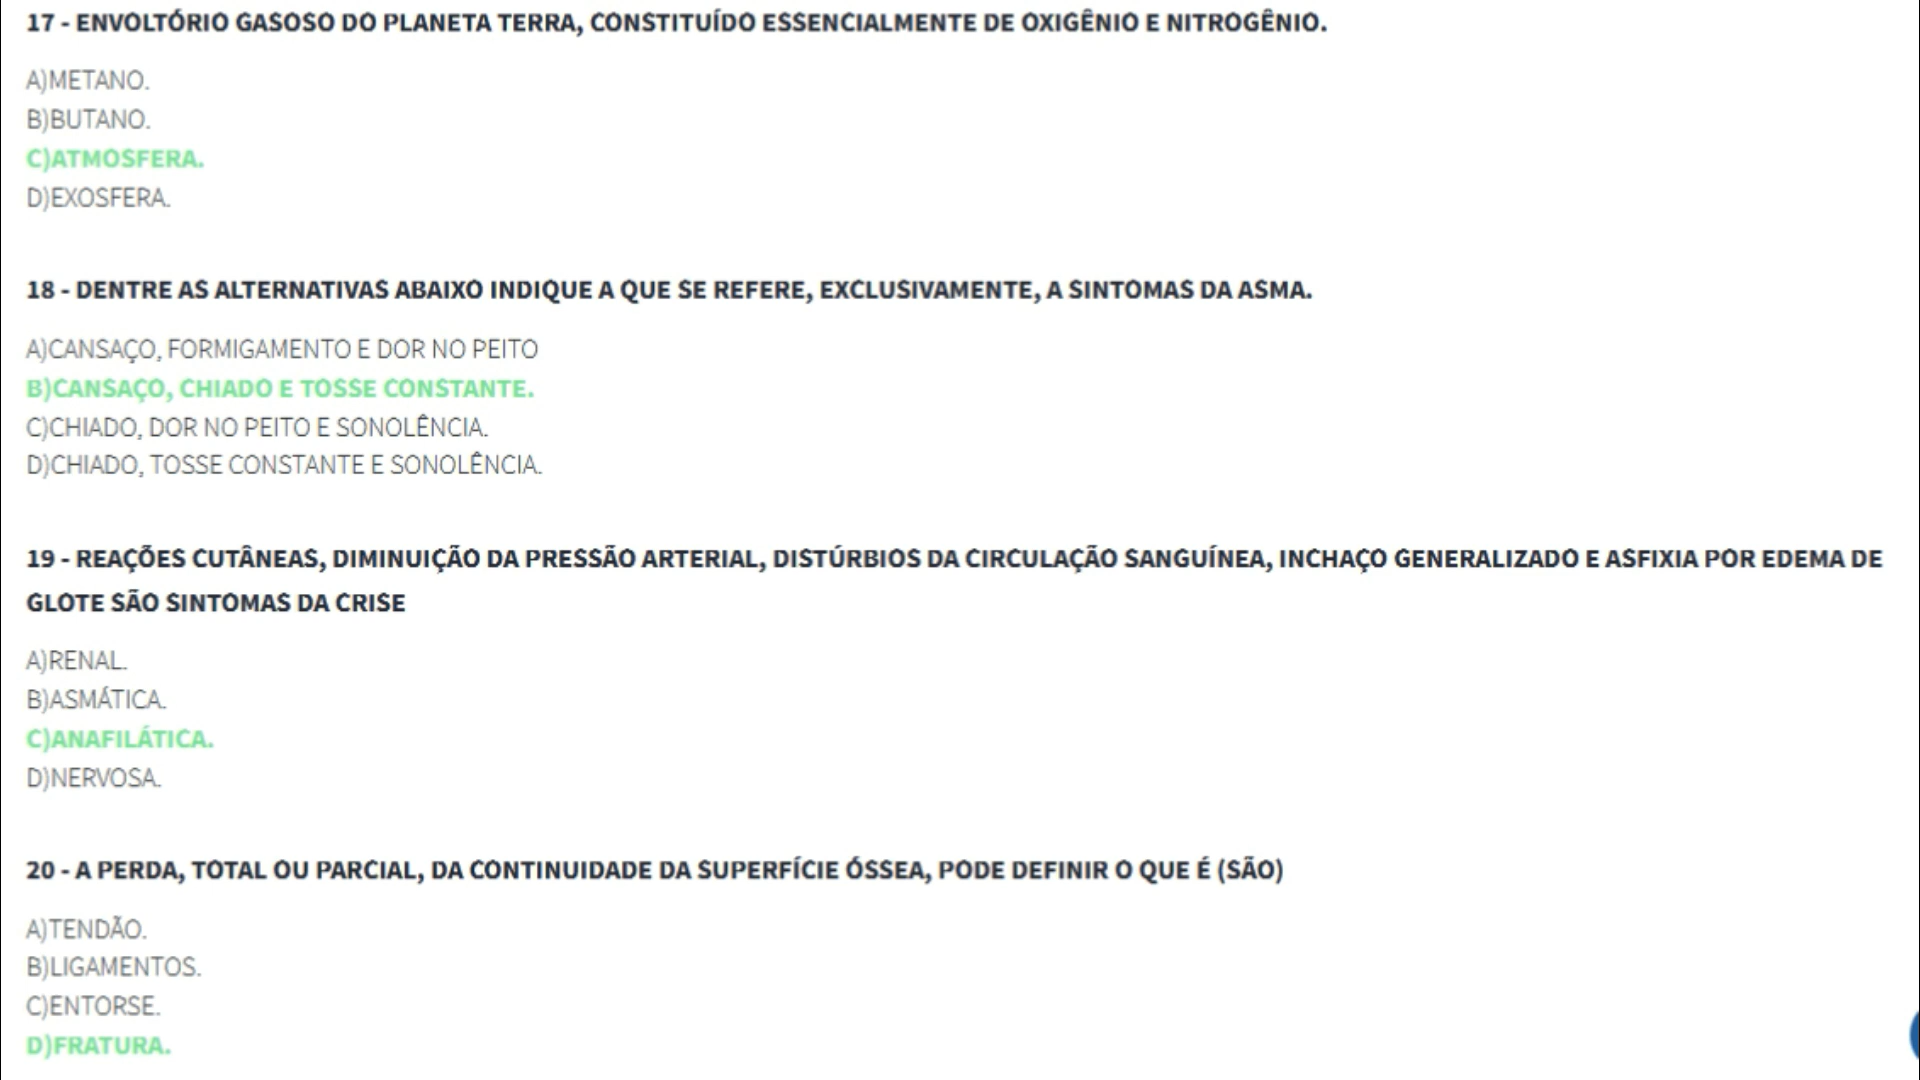 17 - ENVOLTÓRIO GASOSO DO PLANETA TERRA, CONSTITUÍDO ESSENCIALMENTE DE OXIGÊNIO E NITROGÊNIO.
A)METANO.
B)BUTANO.
C)ATMOSFERA.
D)EXOSFERA.
18 - DENTRE AS ALTERNATIVAS ABAIXO INDIQUE A QUE SE REFERE, EXCLUSIVAMENTE, A SINTOMAS DA ASMA.
A)CANSAÇO, FORMIGAMENTO E DOR NO PEITO
B)CANSAÇO, CHIADO E TOSSE CONSTANTE.
C)CHIADO, DOR NO PEITO E SONOLÊNCIA.
D)CHIADO, TOSSE CONSTANTE E SONOLÊNCIA.
19 - REAÇÕES CUTÂNEAS, DIMINUIÇÃO DA PRESSÃO ARTERIAL, DISTÚRBIOS DA CIRCULAÇÃO SANGUÍNEA, INCHAÇO GENERALIZADO E ASFIXIA POR EDEMA DE
GLOTE SÃO SINTOMAS DA CRISE
A)RENAL.
B)ASMÁTICA.
C)ANAFILÁTICA.
D)NERVOSA.
20 - A PERDA, TOTAL OU PARCIAL, DA CONTINUIDADE DA SUPERFÍCIE ÓSSEA, PODE DEFINIR O QUE É (SÃO)
A)TENDÃO.
B)LIGAMENTOS.
C)ENTORSE.
D)FRATURA.